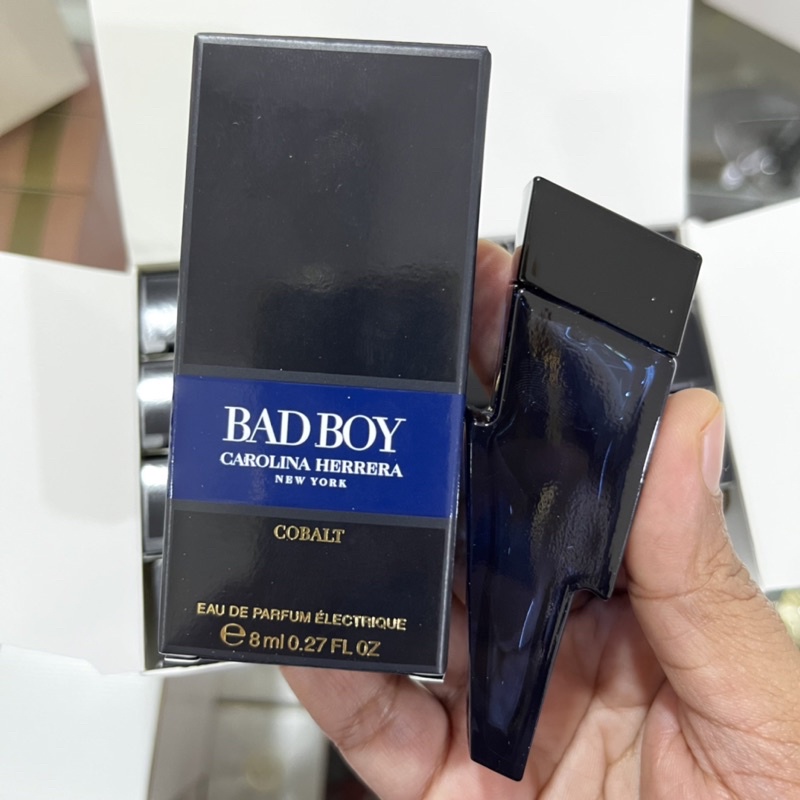 BAD BOY
CAROLINA HERRERA
NEW YORK
COBALT
EAU DE PARFUM ÉLECTRIQUE
℮ 8 ml 0.27 FL OZ